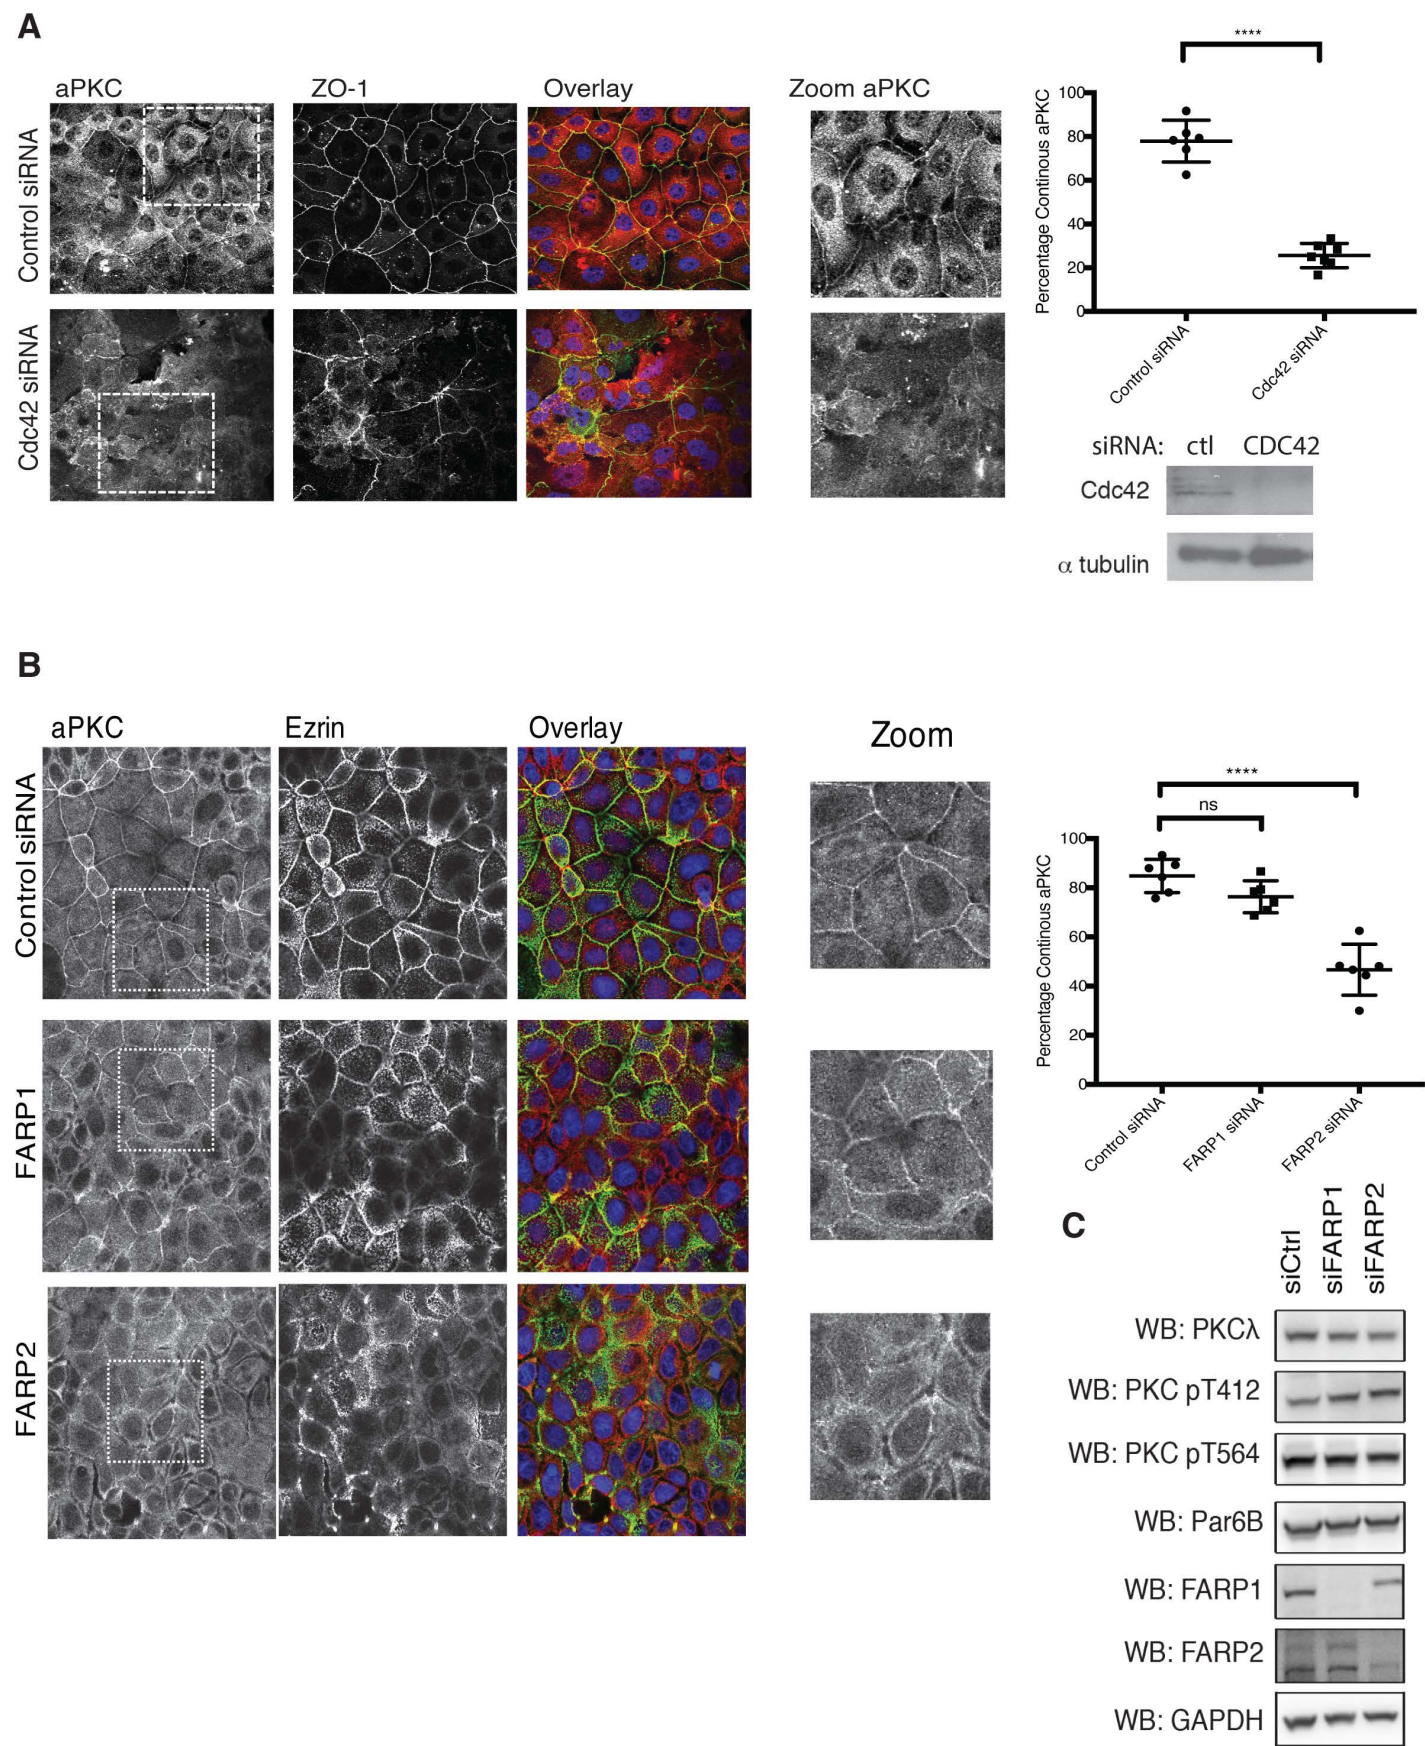 A
aPKC
ZO-1
Overlay
Zoom aPKC
Control siRNA
Cdc42 siRNA
****
Percentage Continous aPKC
100
80
60
40
20
0
Control siRNA
Cdc42 siRNA
siRNA: ctl CDC42
Cdc42
α tubulin
B
aPKC
Ezrin
Overlay
Zoom
Control siRNA
FARP1
FARP2
****
ns
Percentage Continous aPKC
100
80
60
40
20
0
Control siRNA
FARP1 siRNA
FARP2 siRNA
C
siCtrl
siFARP1
siFARP2
WB: PKCλ
WB: PKC pT412
WB: PKC pT564
WB: Par6B
WB: FARP1
WB: FARP2
WB: GAPDH